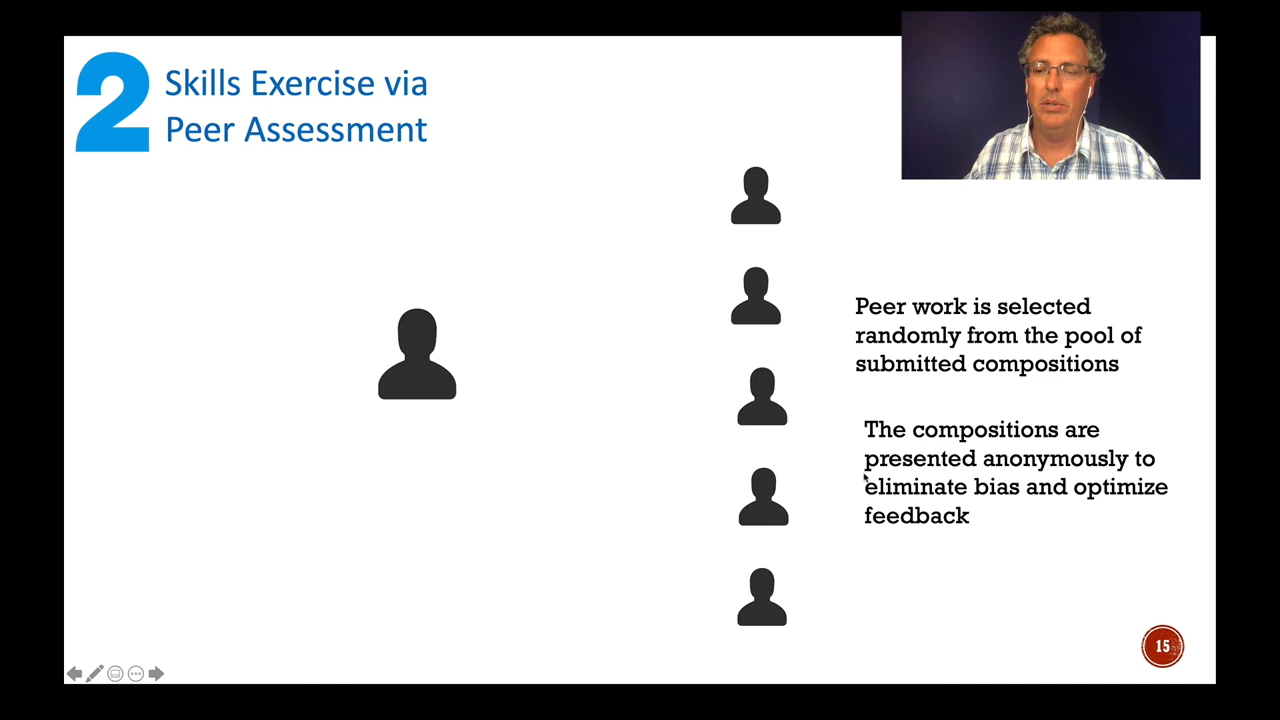 2
Skills Exercise via
Peer Assessment
Peer work is selected
randomly from the pool of
submitted compositions
The compositions are
presented anonymously to
eliminate bias and optimize
feedback
15